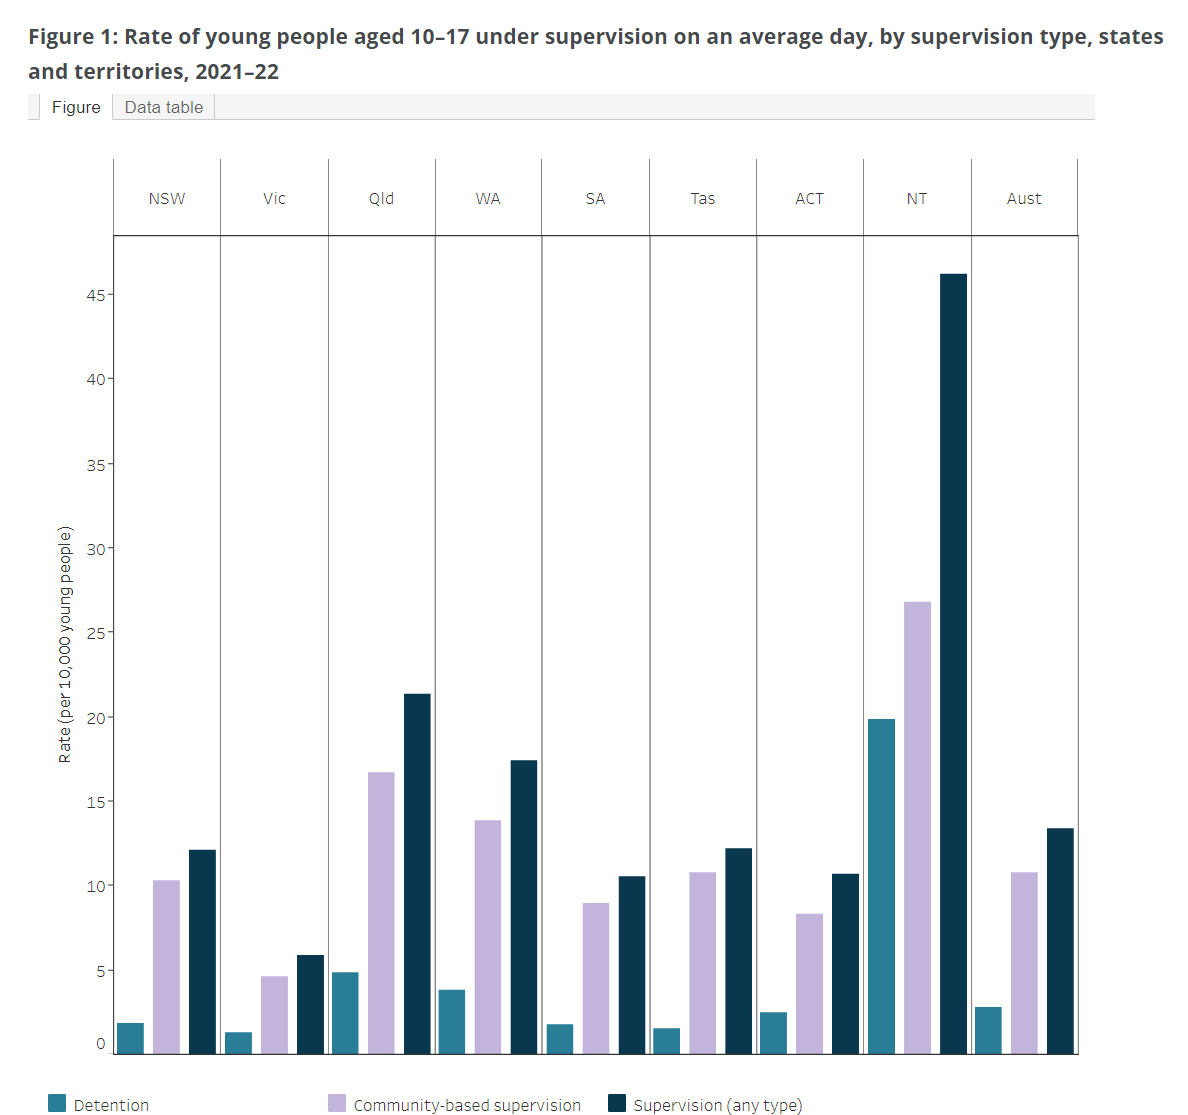 Figure 1: Rate of young people aged 10–17 under supervision on an average day, by supervision type, states
and territories, 2021–22
Figure
Data table
NSW
Vic
Qld
WA
SA
Tas
ACT
NT
Aust
Rate (per 10,000 young people)
45
40
35
30
25
20
15
10
5
0
Detention
Community-based supervision
Supervision (any type)